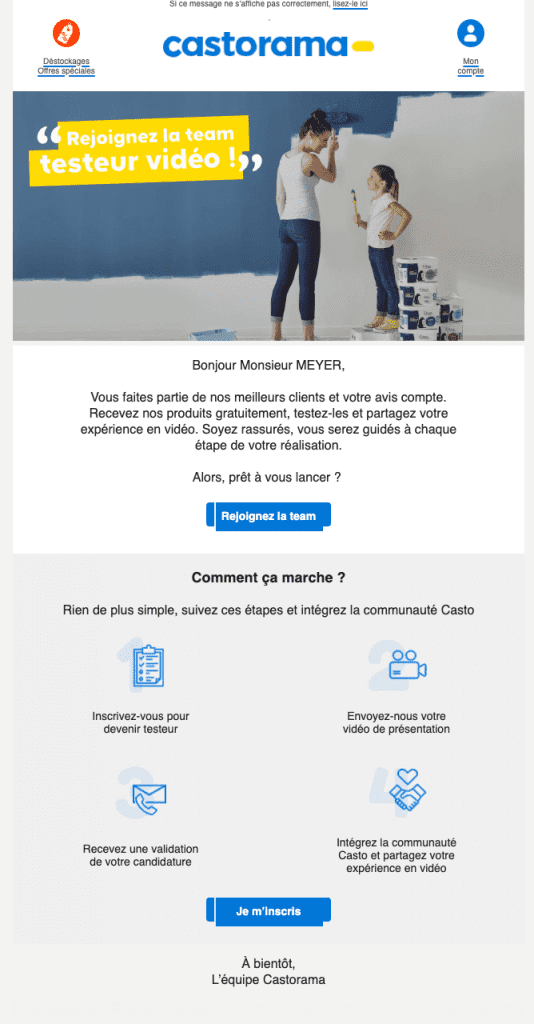 Si ce message ne s'affiche pas correctement, lisez-le ici
castorama
Déstockages
Offres spéciales
Mon
compte
“ Rejoignez la team
testeur vidéo ! ”
Bonjour Monsieur MEYER,
Vous faites partie de nos meilleurs clients et votre avis compte.
Recevez nos produits gratuitement, testez-les et partagez votre
expérience en vidéo. Soyez rassurés, vous serez guidés à chaque
étape de votre réalisation.
Alors, prêt à vous lancer ?
Rejoignez la team
Comment ça marche ?
Rien de plus simple, suivez ces étapes et intégrez la communauté Casto
1
Inscrivez-vous pour
devenir testeur
2
Envoyez-nous votre
vidéo de présentation
3
Recevez une validation
de votre candidature
4
Intégrez la communauté
Casto et partagez votre
expérience en vidéo
Je m'inscris
À bientôt,
L'équipe Castorama